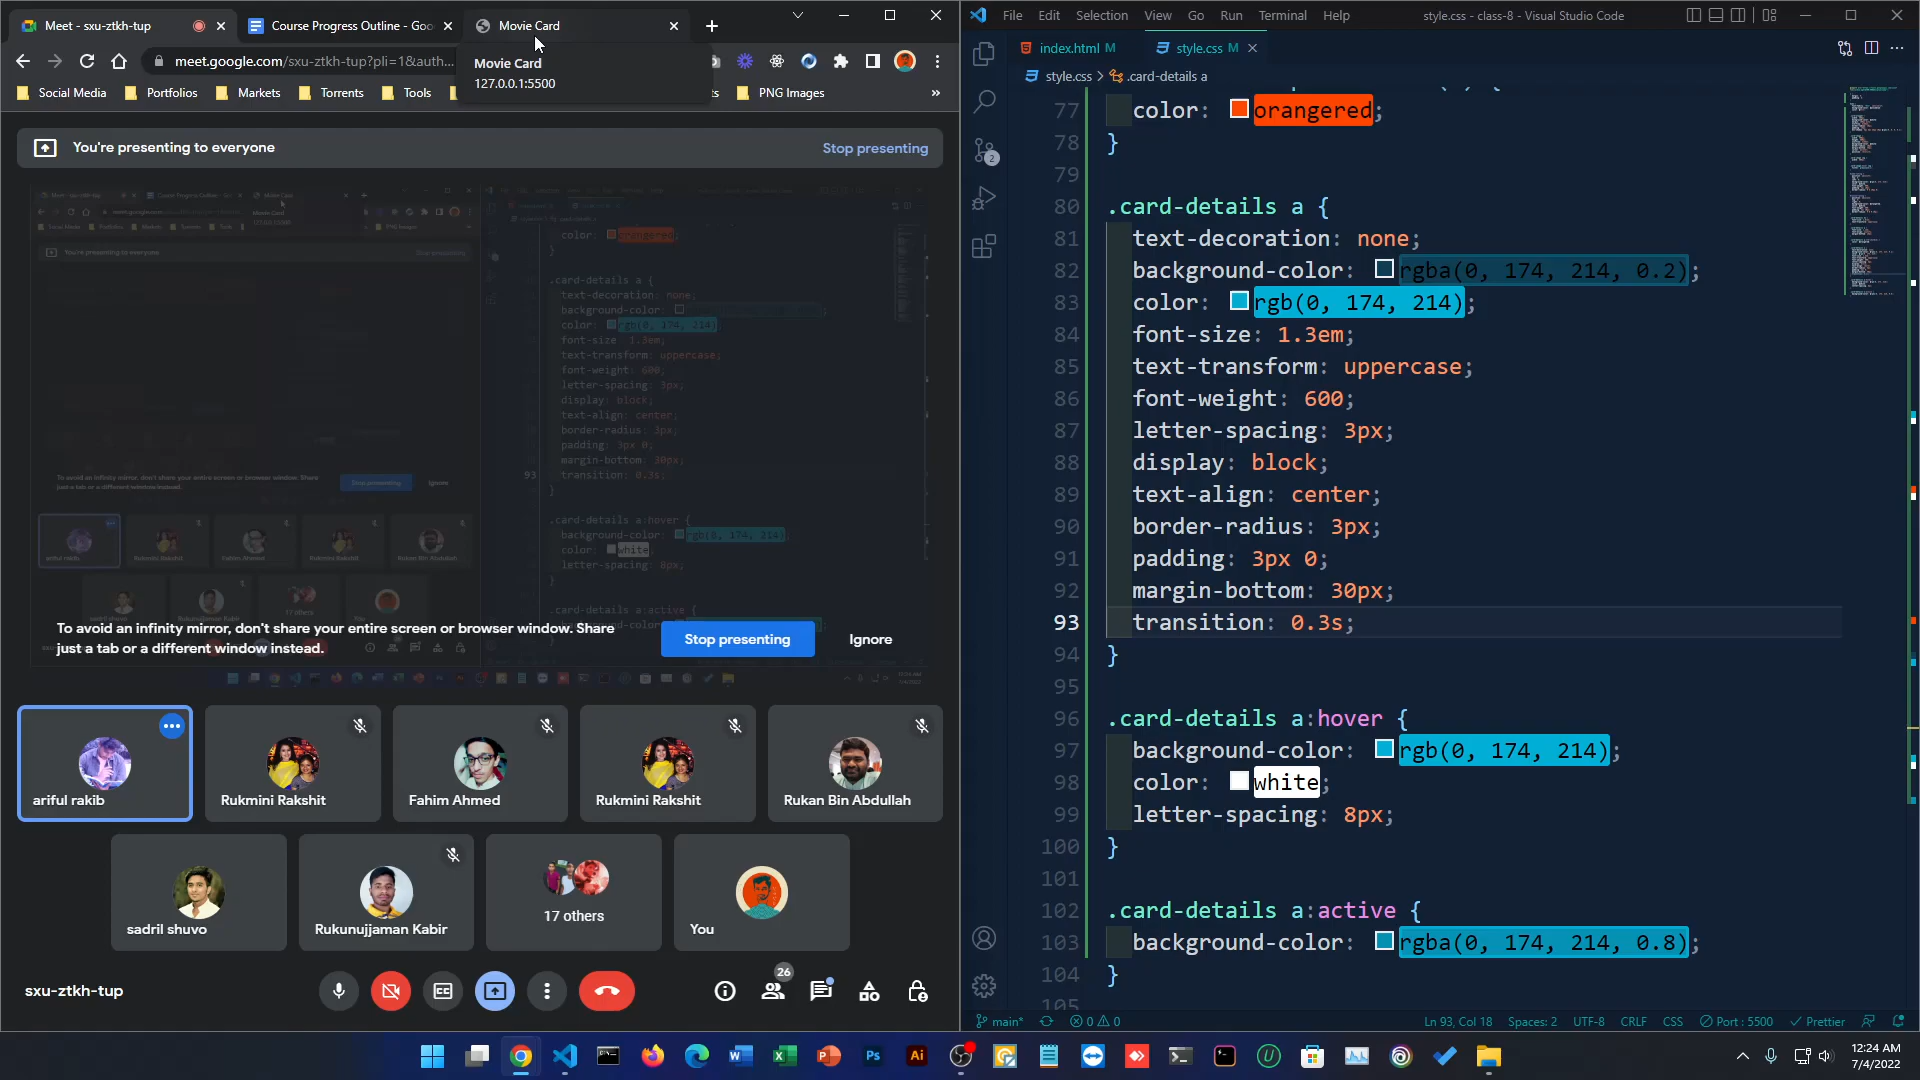 Meet - sxu-ztkh-tup
Course Progress Outline - Goo
Movie Card
meet.google.com/sxu-ztkh-tup?pli=1&auth...
Movie Card
127.0.0.1:5500
Social Media
Portfolios
Markets
Torrents
Tools
PNG Images
You're presenting to everyone
Stop presenting
To avoid an infinity mirror, don't share your entire screen or browser window. Share
just a tab or a different window instead.
Stop presenting
Ignore
ariful rakib
Rukmini Rakshit
Fahim Ahmed
Rukmini Rakshit
Rukan Bin Abdullah
sadril shuvo
Rukunujjaman Kabir
17 others
You
sxu-ztkh-tup
26
File Edit Selection View Go Run Terminal Help
style.css - class-8 - Visual Studio Code
index.html M
style.css M
style.css > .card-details a
2
77 color: orangered;
78 }
79
80 .card-details a {
81 text-decoration: none;
82 background-color: rgba(0, 174, 214, 0.2);
83 color: rgb(0, 174, 214);
84 font-size: 1.3em;
85 text-transform: uppercase;
86 font-weight: 600;
87 letter-spacing: 3px;
88 display: block;
89 text-align: center;
90 border-radius: 3px;
91 padding: 3px 0;
92 margin-bottom: 30px;
93 transition: 0.3s;
94 }
95
96 .card-details a:hover {
97 background-color: rgb(0, 174, 214);
98 color: white;
99 letter-spacing: 8px;
100 }
101
102 .card-details a:active {
103 background-color: rgba(0, 174, 214, 0.8);
104 }
105
main* 0 0
Ln 93, Col 18 Spaces: 2 UTF-8 CRLF CSS Port : 5500 Prettier
12:24 AM
7/4/2022